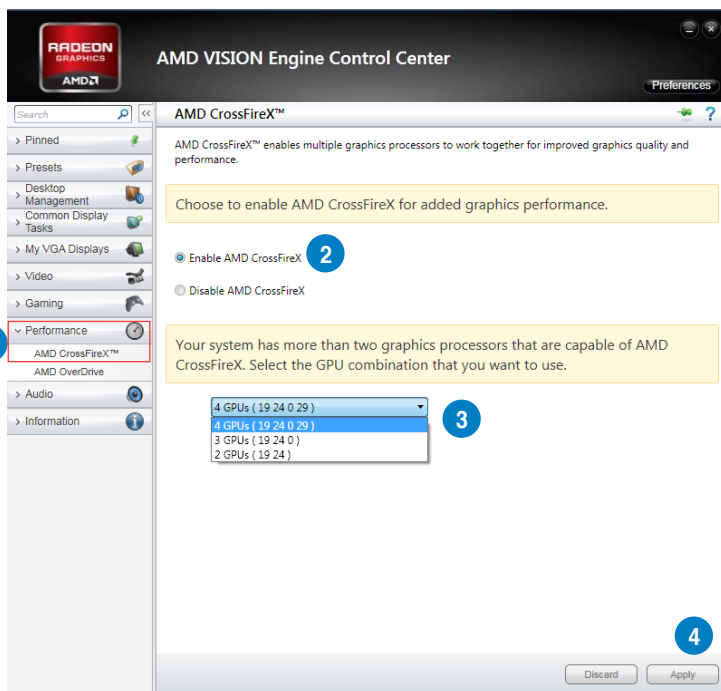 RADEON
GRAPHICS
AMD
AMD VISION Engine Control Center
Preferences
Search
<<
AMD CrossFireX™
?
> Pinned
> Presets
> Desktop
Management
> Common Display
Tasks
> My VGA Displays
> Video
> Gaming
Performance
AMD CrossFireX™
AMD OverDrive
> Audio
> Information
AMD CrossFireX™ enables multiple graphics processors to work together for improved graphics quality and
performance.
Choose to enable AMD CrossFireX for added graphics performance.
Enable AMD CrossFireX
2
Disable AMD CrossFireX
Your system has more than two graphics processors that are capable of AMD
CrossFireX. Select the GPU combination that you want to use.
4 GPUs ( 19 24 0 29 )
4 GPUs ( 19 24 0 29 )
3 GPUs ( 19 24 0 )
2 GPUs ( 19 24 )
3
4
Discard
Apply